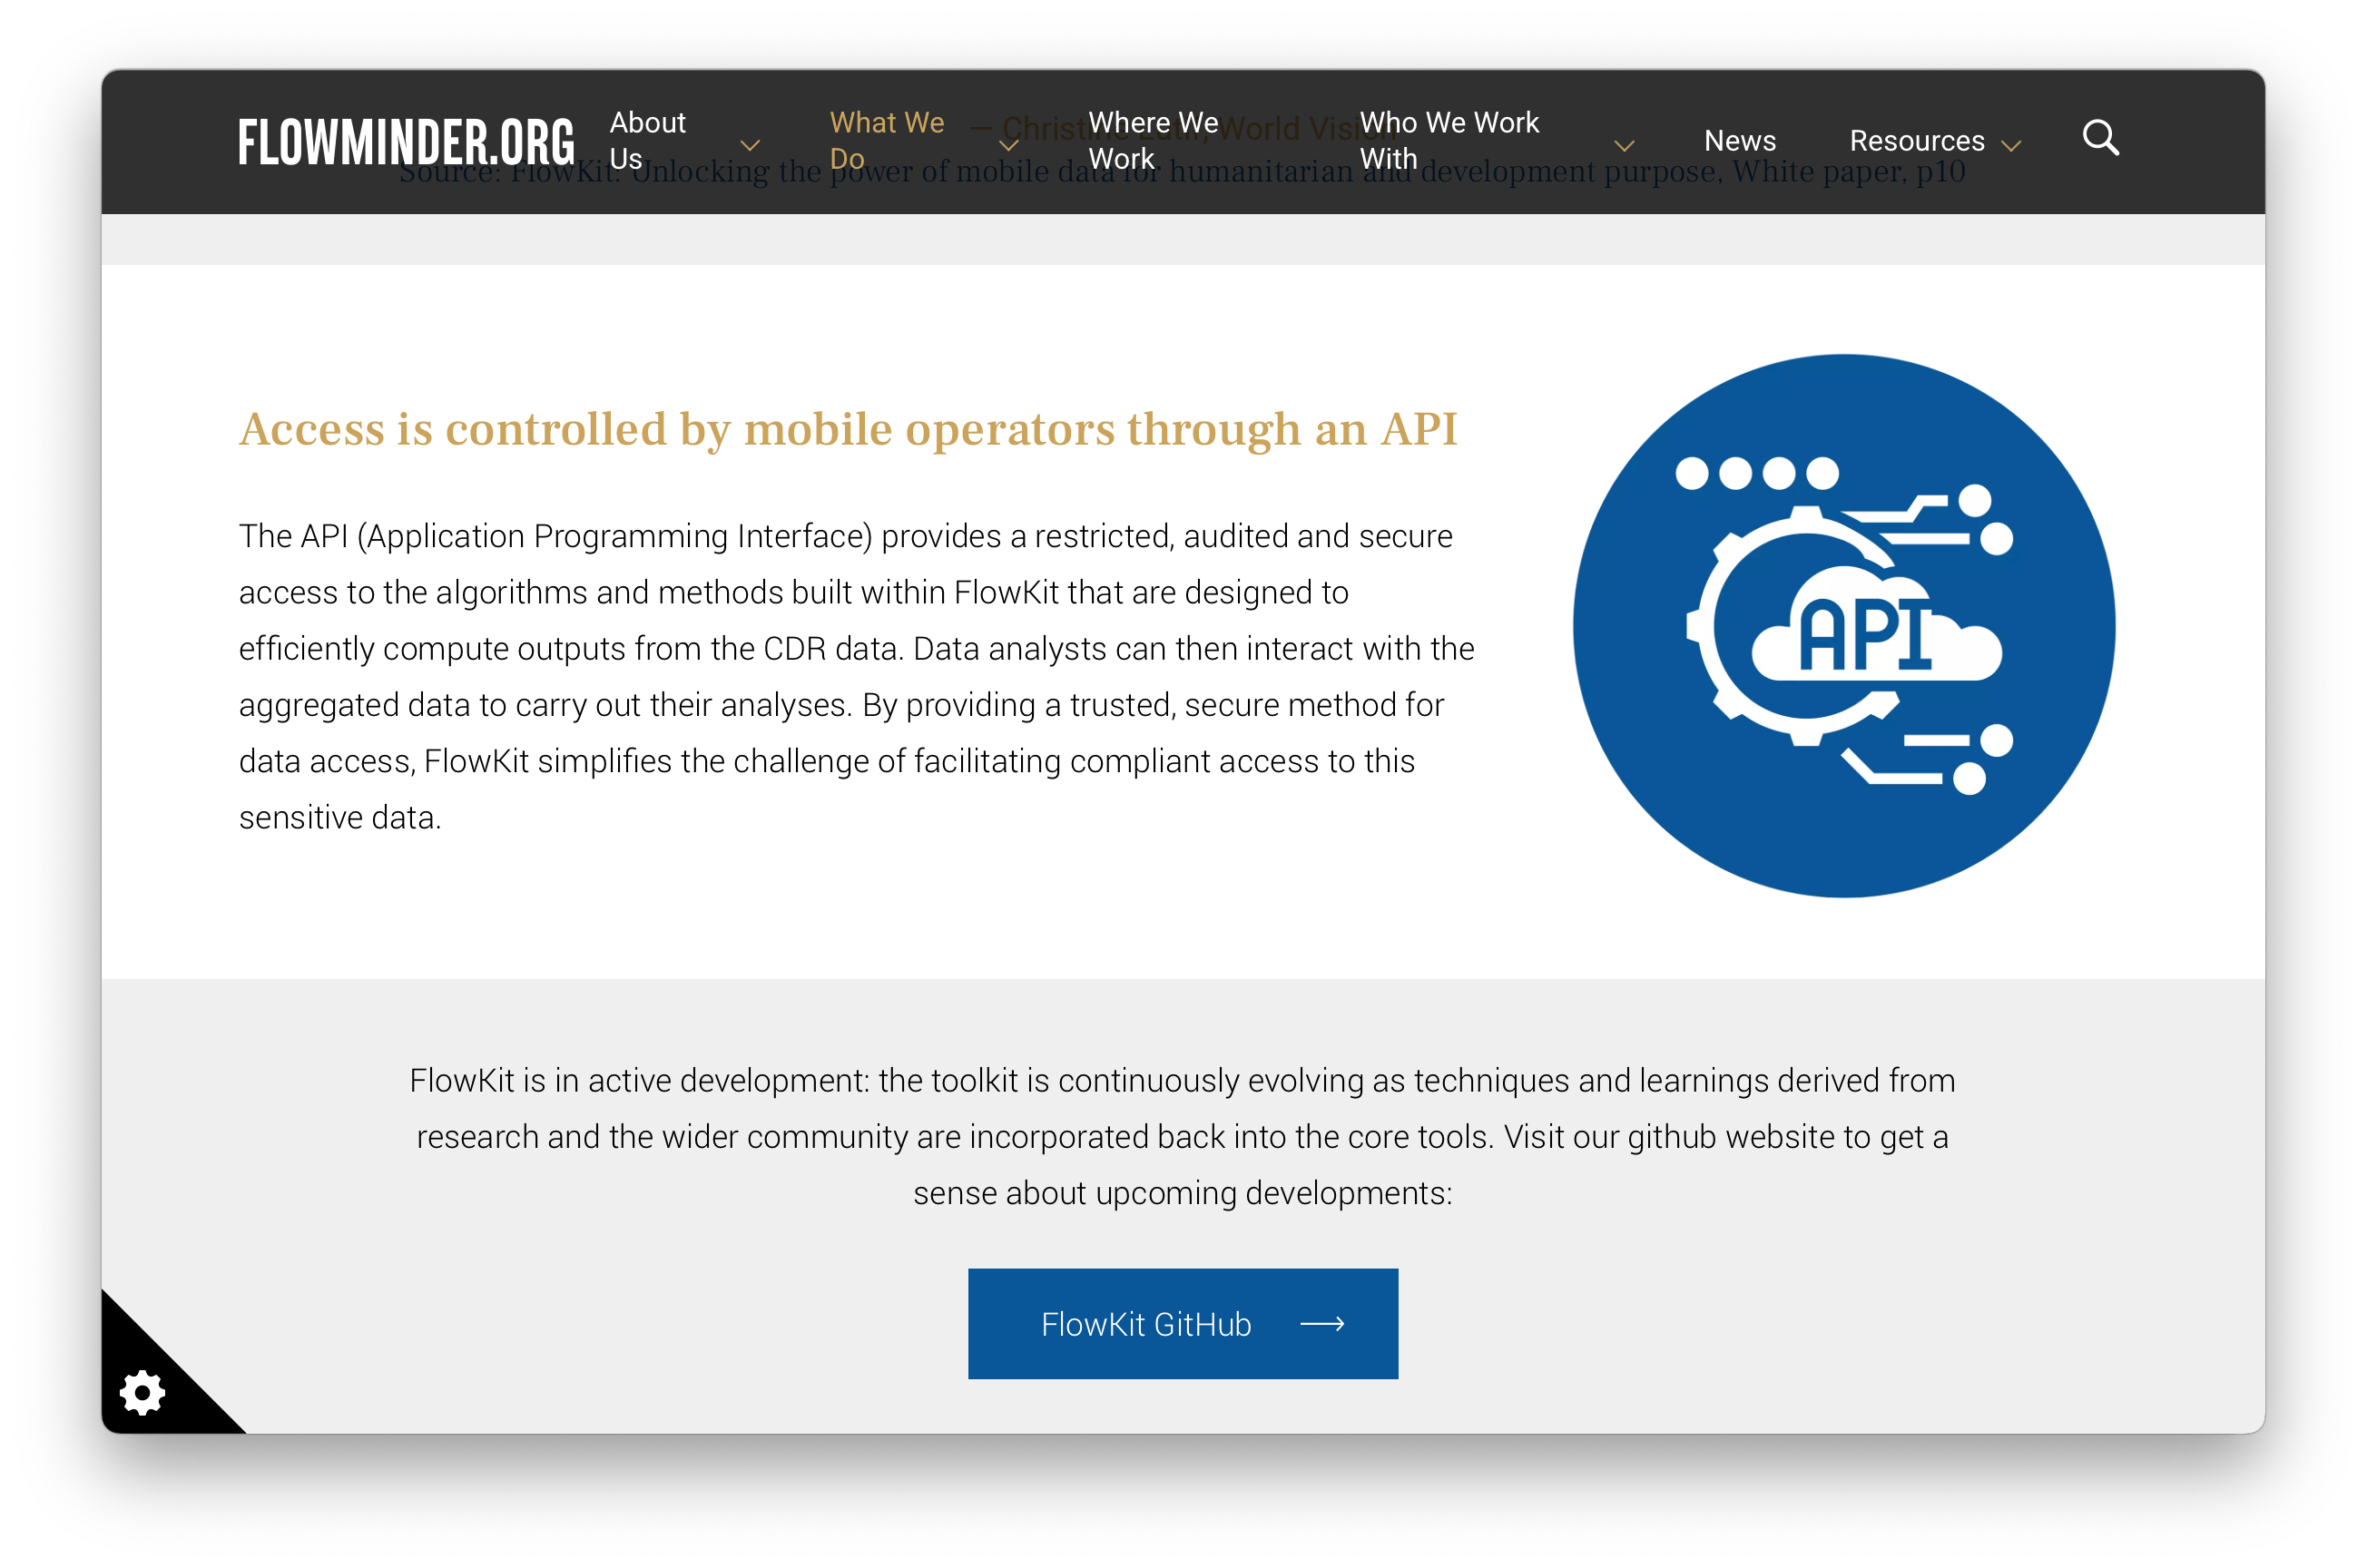 FLOWMINDER.ORG
About Us
What We Do
Where We Work
Who We Work With
News
Resources
— Christine Latif, World Vision
Source: FlowKit: Unlocking the power of mobile data for humanitarian and development purpose, White paper, p10
Access is controlled by mobile operators through an API
The API (Application Programming Interface) provides a restricted, audited and secure
access to the algorithms and methods built within FlowKit that are designed to
efficiently compute outputs from the CDR data. Data analysts can then interact with the
aggregated data to carry out their analyses. By providing a trusted, secure method for
data access, FlowKit simplifies the challenge of facilitating compliant access to this
sensitive data.
API
FlowKit is in active development: the toolkit is continuously evolving as techniques and learnings derived from
research and the wider community are incorporated back into the core tools. Visit our github website to get a
sense about upcoming developments:
FlowKit GitHub